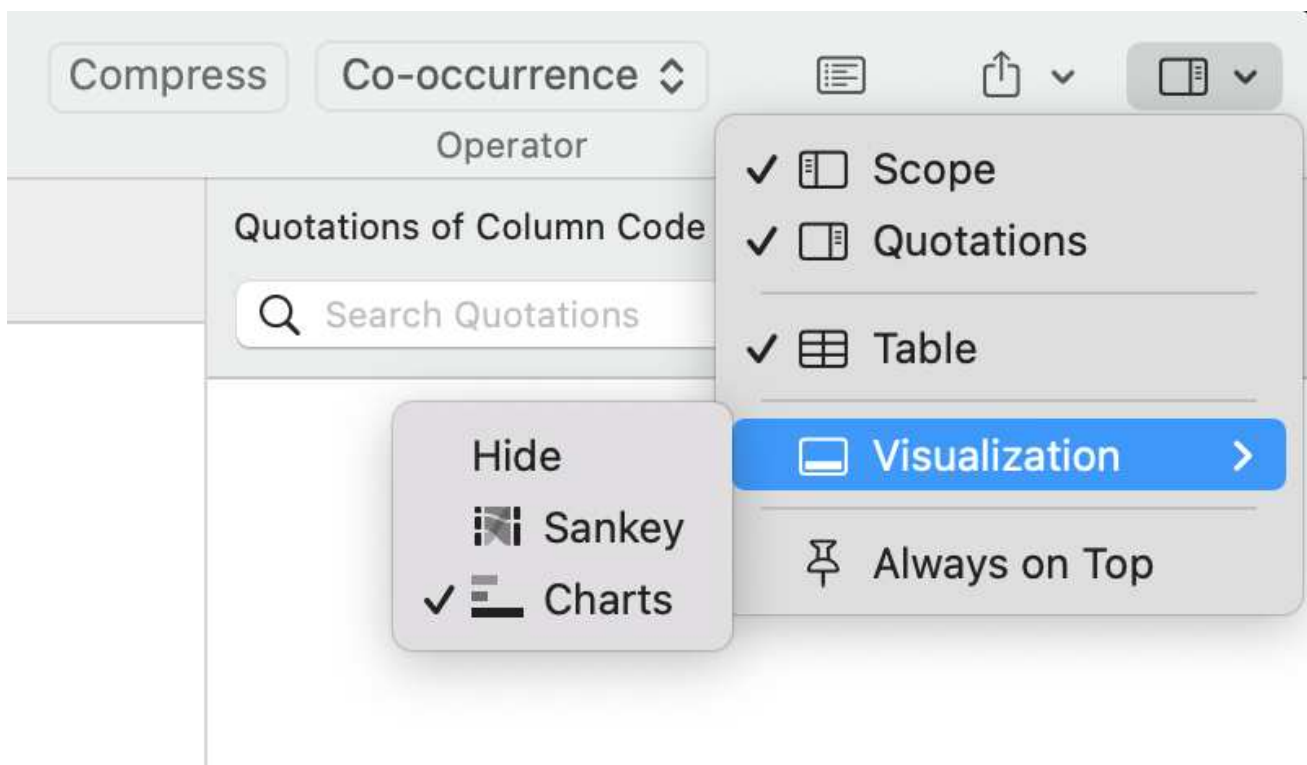 Compress
Co-occurrence
Operator
Quotations of Column Code
Search Quotations
Scope
Quotations
Table
Visualization
Always on Top
Hide
Sankey
Charts